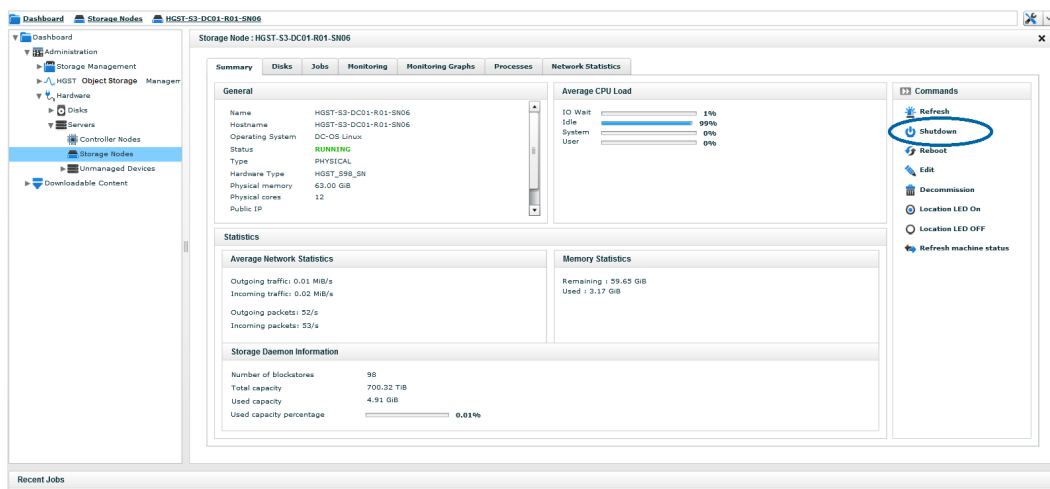 Dashboard Storage Nodes HGST-S3-DC01-R01-SN06
Dashboard
Administration
Storage Management
HGST Object Storage Managem
Hardware
Disks
Servers
Controller Nodes
Storage Nodes
Unmanaged Devices
Downloadable Content
Storage Node : HGST-S3-DC01-R01-SN06
Summary Disks Jobs Monitoring Monitoring Graphs Processes Network Statistics
General
Name HGST-S3-DC01-R01-SN06
Hostname HGST-S3-DC01-R01-SN06
Operating System DC-OS Linux
Status RUNNING
Type PHYSICAL
Hardware Type HGST_S98_SN
Physical memory 63.00 GiB
Physical cores 12
Public IP
Average CPU Load
IO Wait 1%
Idle 99%
System 0%
User 0%
Commands
Refresh
Shutdown
Reboot
Edit
Decommission
Location LED On
Location LED OFF
Refresh machine status
Statistics
Average Network Statistics
Outgoing traffic: 0.01 MiB/s
Incoming traffic: 0.02 MiB/s
Outgoing packets: 52/s
Incoming packets: 53/s
Memory Statistics
Remaining : 59.65 GiB
Used : 3.17 GiB
Storage Daemon Information
Number of blockstores 98
Total capacity 700.32 TiB
Used capacity 4.91 GiB
Used capacity percentage 0.01%
Recent Jobs